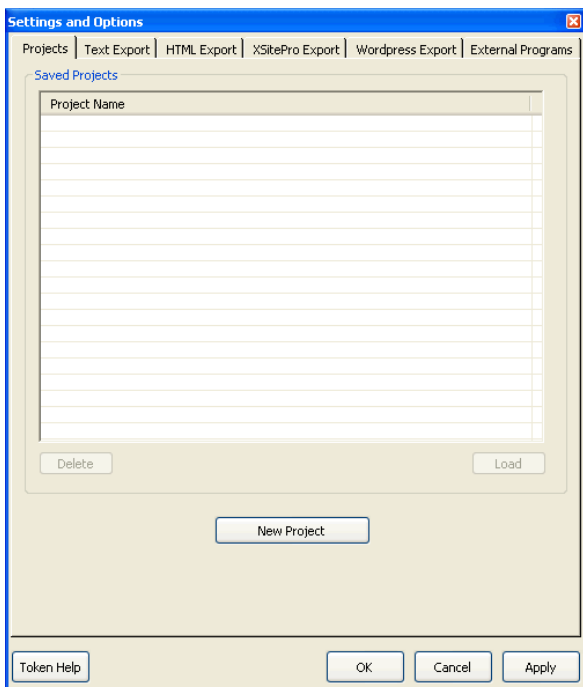 Settings and Options
Projects Text Export HTML Export XSitePro Export Wordpress Export External Programs
Saved Projects
Project Name
Delete Load
New Project
Token Help OK Cancel Apply